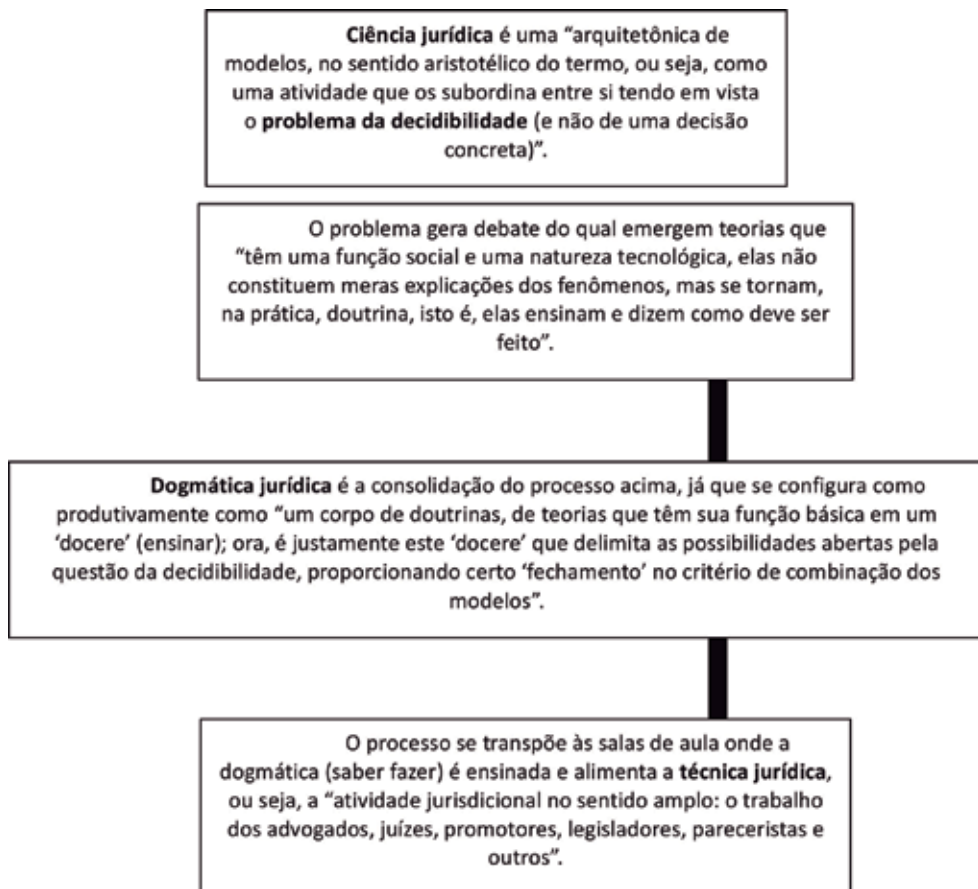 Ciência jurídica é uma “arquitetônica de
modelos, no sentido aristotélico do termo, ou seja, como
uma atividade que os subordina entre si tendo em vista
o problema da decidibilidade (e não de uma decisão
concreta)”.
O problema gera debate do qual emergem teorias que
“têm uma função social e uma natureza tecnológica, elas não
constituem meras explicações dos fenômenos, mas se tornam,
na prática, doutrina, isto é, elas ensinam e dizem como deve ser
feito”.
Dogmática jurídica é a consolidação do processo acima, já que se configura como
produtivamente como “um corpo de doutrinas, de teorias que têm sua função básica em um
‘docere’ (ensinar); ora, é justamente este ‘docere’ que delimita as possibilidades abertas pela
questão da decidibilidade, proporcionando certo ‘fechamento’ no critério de combinação dos
modelos”.
O processo se transpõe às salas de aula onde a
dogmática (saber fazer) é ensinada e alimenta a técnica jurídica,
ou seja, a “atividade jurisdicional no sentido amplo: o trabalho
dos advogados, juízes, promotores, legisladores, pareceristas e
outros”.